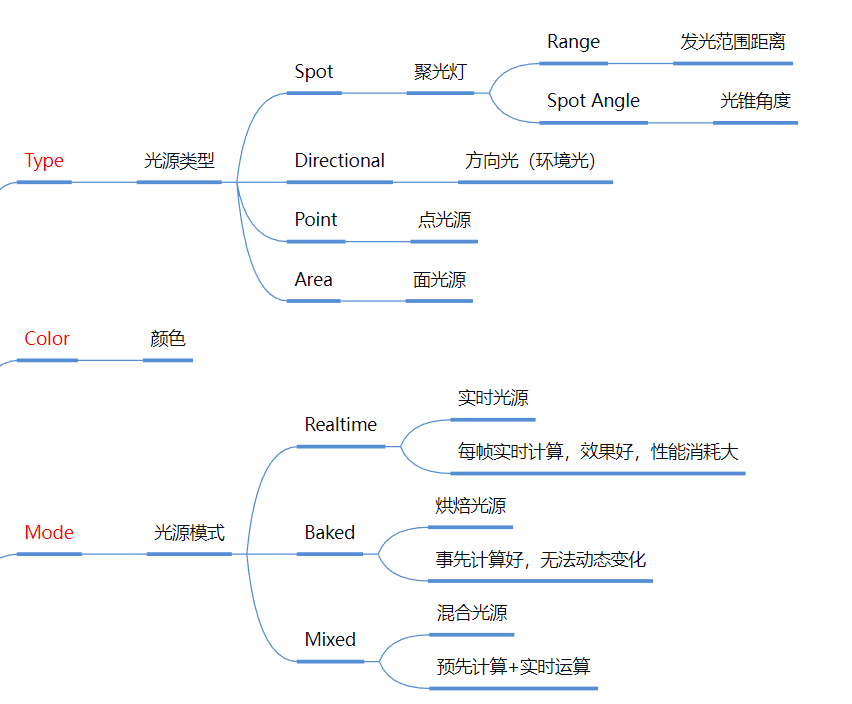 Type
光源类型
Spot
聚光灯
Range
发光范围距离
Spot Angle
光锥角度
Directional
方向光（环境光）
Point
点光源
Area
面光源
Color
颜色
Mode
光源模式
Realtime
实时光源
每帧实时计算，效果好，性能消耗大
Baked
烘焙光源
事先计算好，无法动态变化
Mixed
混合光源
预先计算+实时运算